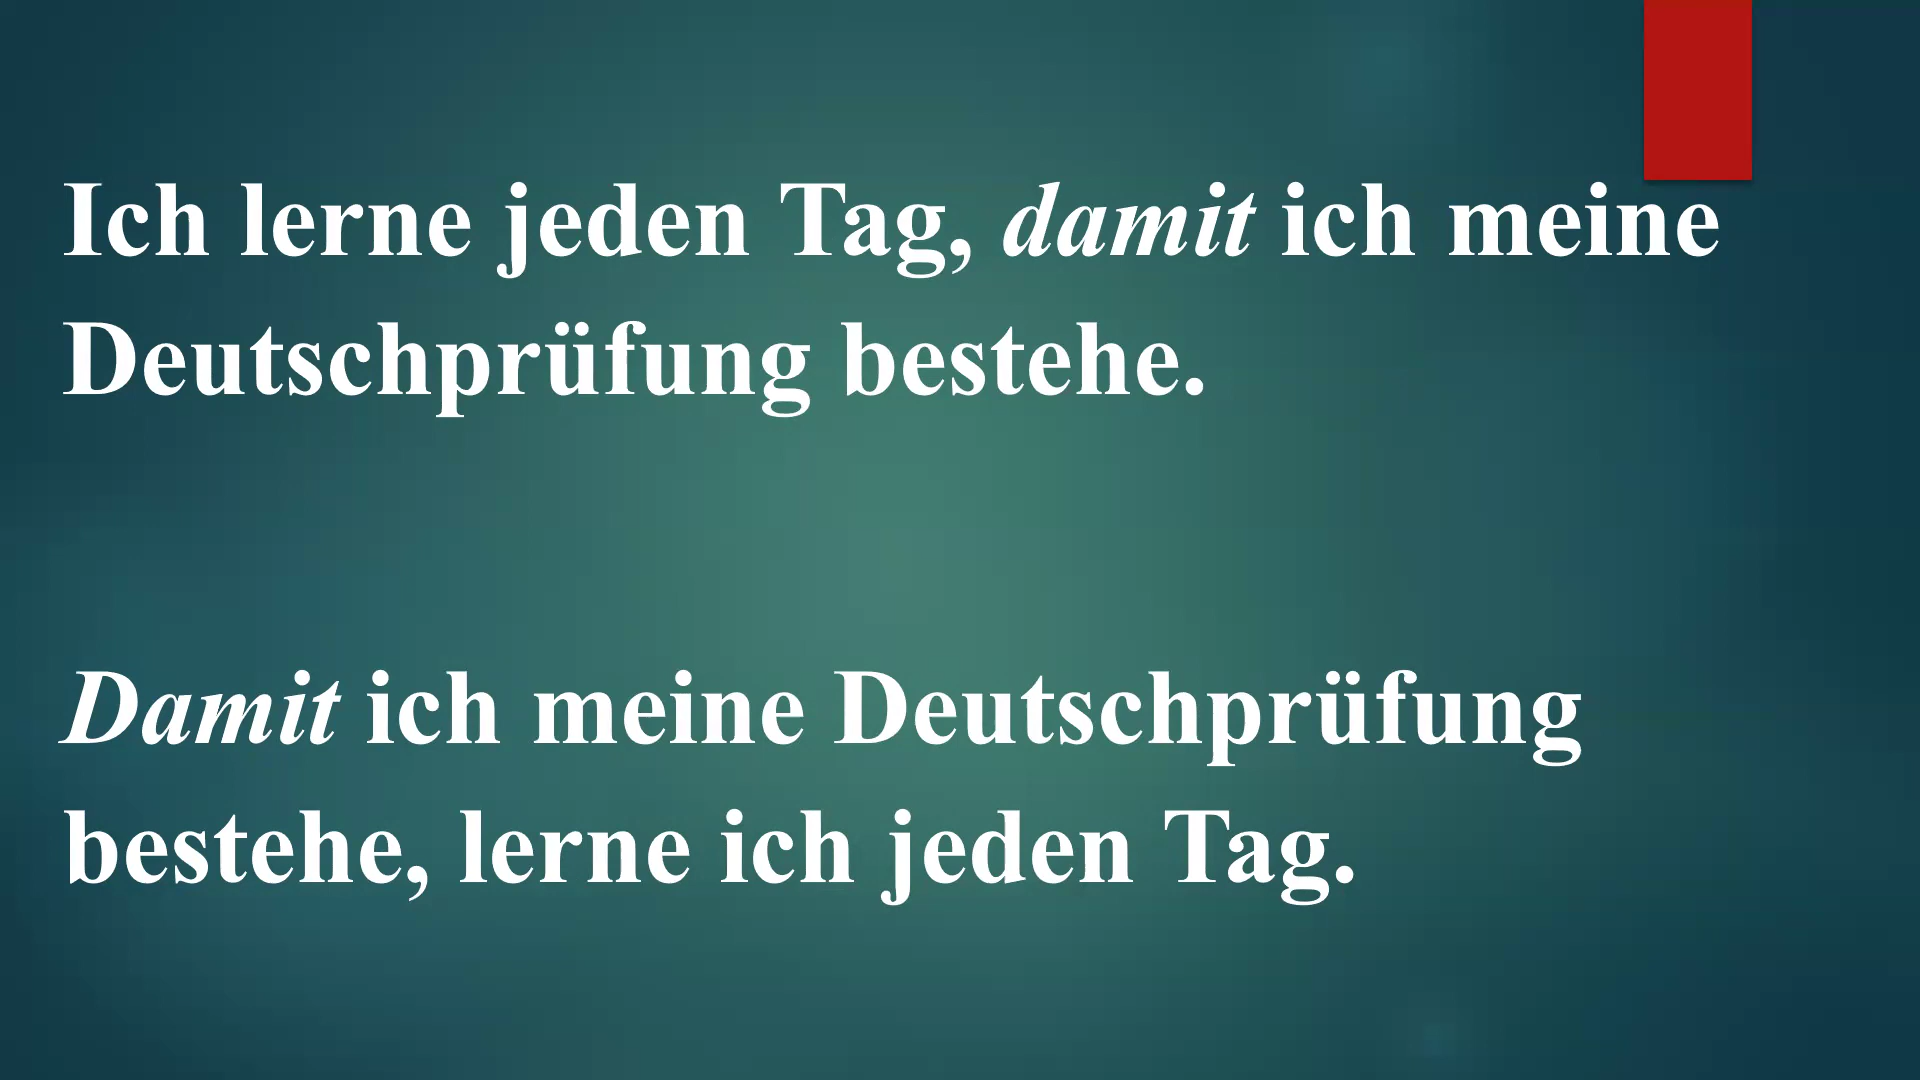 Ich lerne jeden Tag, damit ich meine
Deutschprüfung bestehe.
Damit ich meine Deutschprüfung
bestehe, lerne ich jeden Tag.